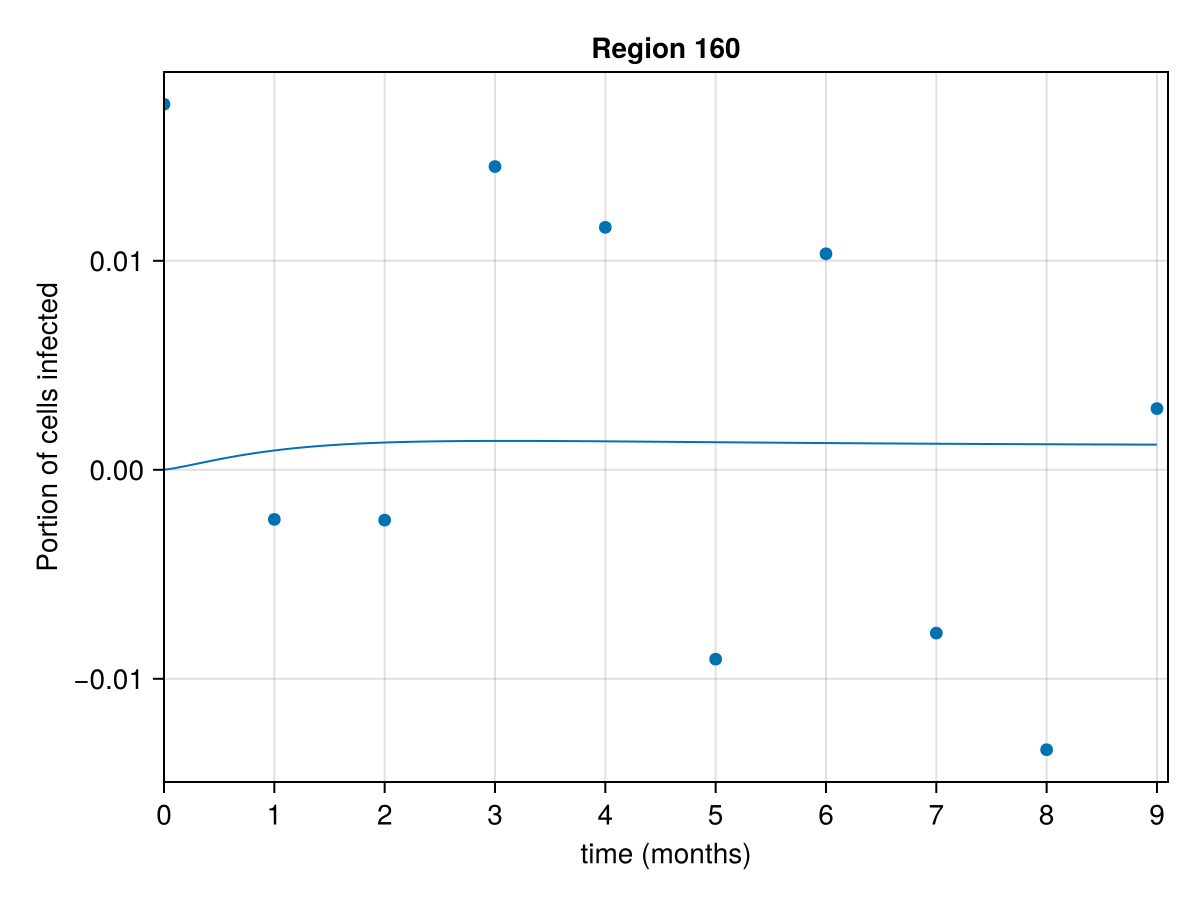 Region 160
Portion of cells infected
0.01
0.00
−0.01
0 1 2 3 4 5 6 7 8 9
time (months)